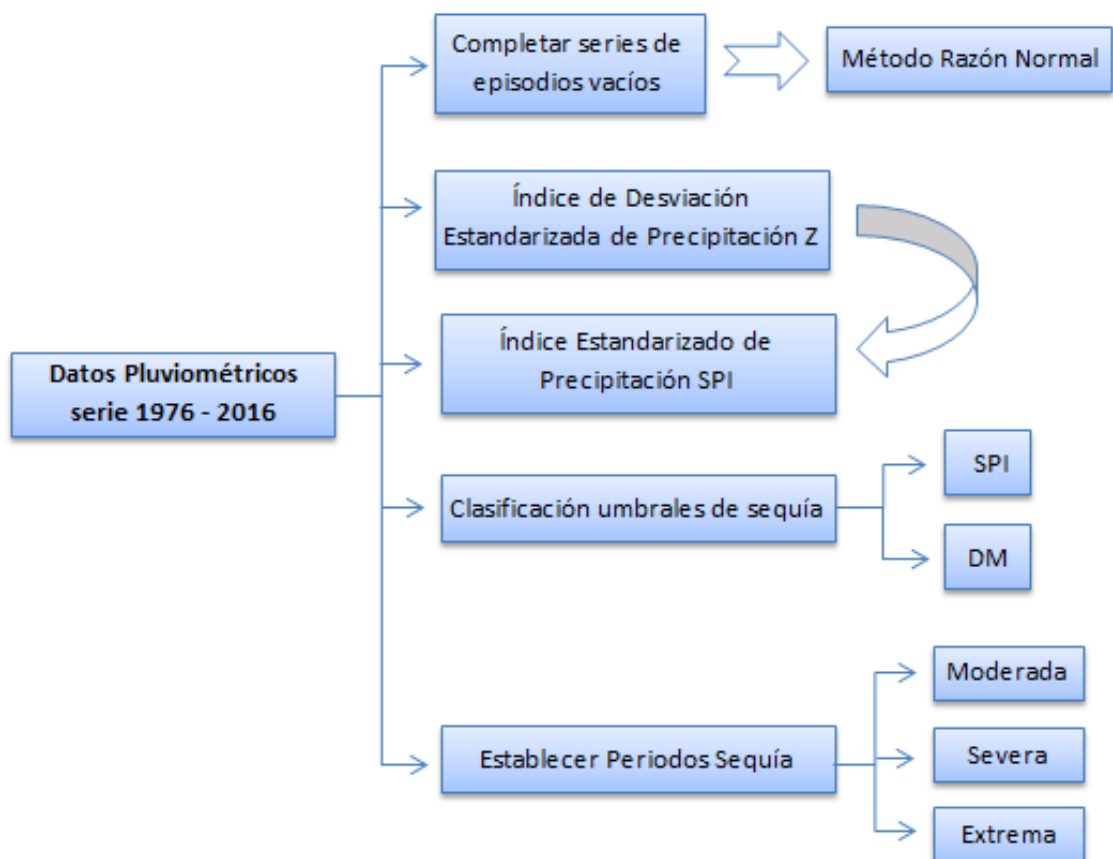 Completar series de
episodios vacíos
Método Razón Normal
Índice de Desviación
Estandarizada de Precipitación Z
Índice Estandarizado de
Precipitación SPI
Datos Pluviométricos
serie 1976 - 2016
Clasificación umbrales de sequía
SPI
DM
Establecer Periodos Sequía
Moderada
Severa
Extrema